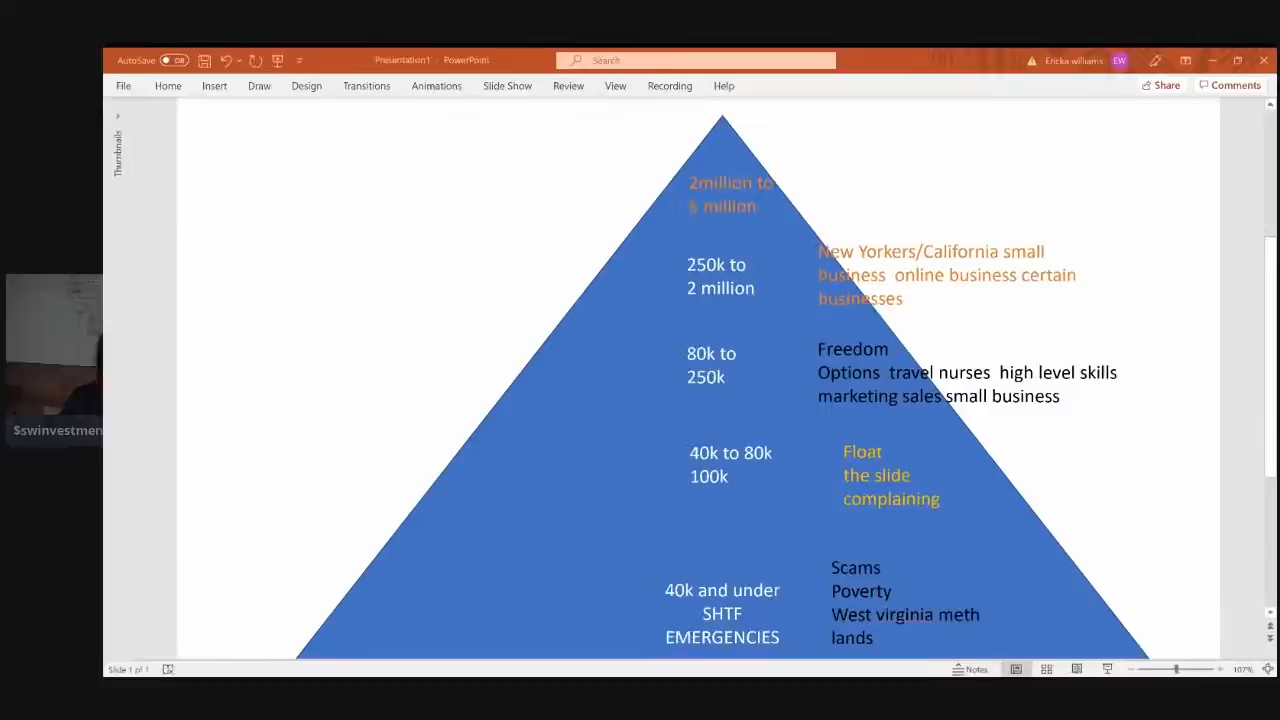 AutoSave Off
Presentation1 - PowerPoint
Search
Ericka williams EW
File Home Insert Draw Design Transitions Animations Slide Show Review View Recording Help
Share Comments
Thumbnails
2million to
5 million
New Yorkers/California small
business online business certain
businesses
250k to
2 million
Freedom
Options travel nurses high level skills
marketing sales small business
80k to
250k
40k to 80k
100k
Float
the slide
complaining
$swinvestmen
Scams
Poverty
West virginia meth
lands
40k and under
SHTF
EMERGENCIES
Slide 1 of 1
Notes
107%